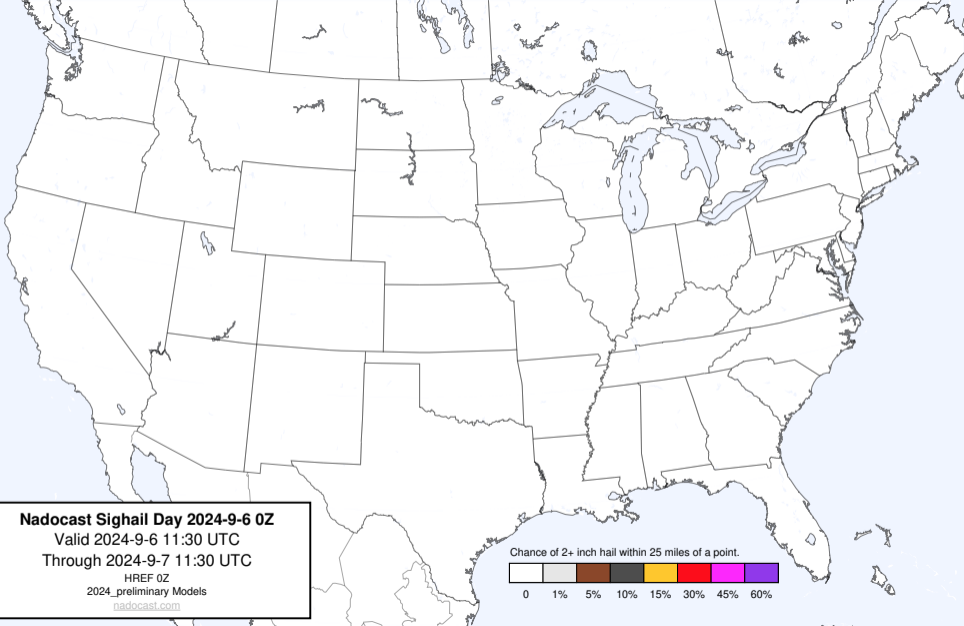 Nadocast Sighail Day 2024-9-6 0Z
Valid 2024-9-6 11:30 UTC
Through 2024-9-7 11:30 UTC
HREF 0Z
2024_preliminary Models
nadocast.com
Chance of 2+ inch hail within 25 miles of a point.
0 1% 5% 10% 15% 30% 45% 60%